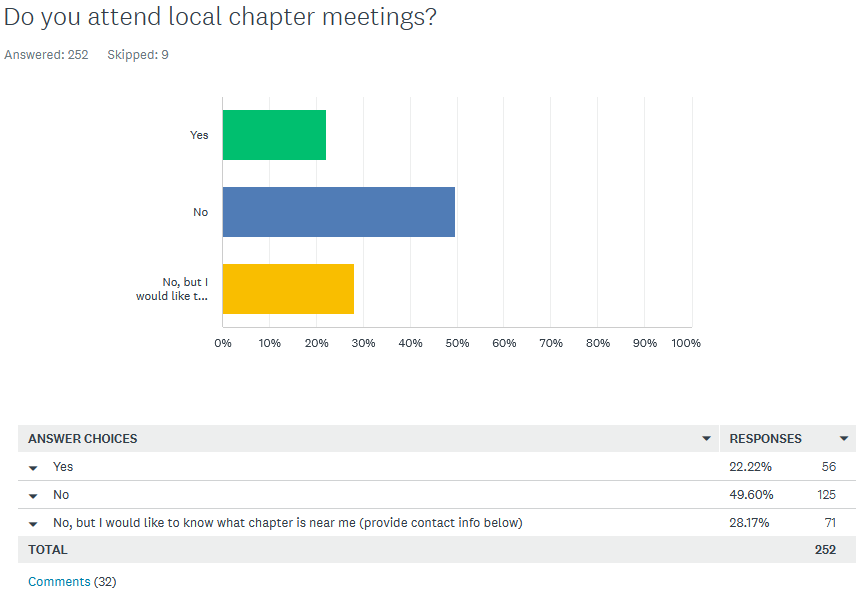 Do you attend local chapter meetings?
Answered: 252 Skipped: 9
Yes
No
No, but I
would like t...
0% 10% 20% 30% 40% 50% 60% 70% 80% 90% 100%
ANSWER CHOICES RESPONSES
Yes 22.22% 56
No 49.60% 125
No, but I would like to know what chapter is near me (provide contact info below) 28.17% 71
TOTAL 252
Comments (32)